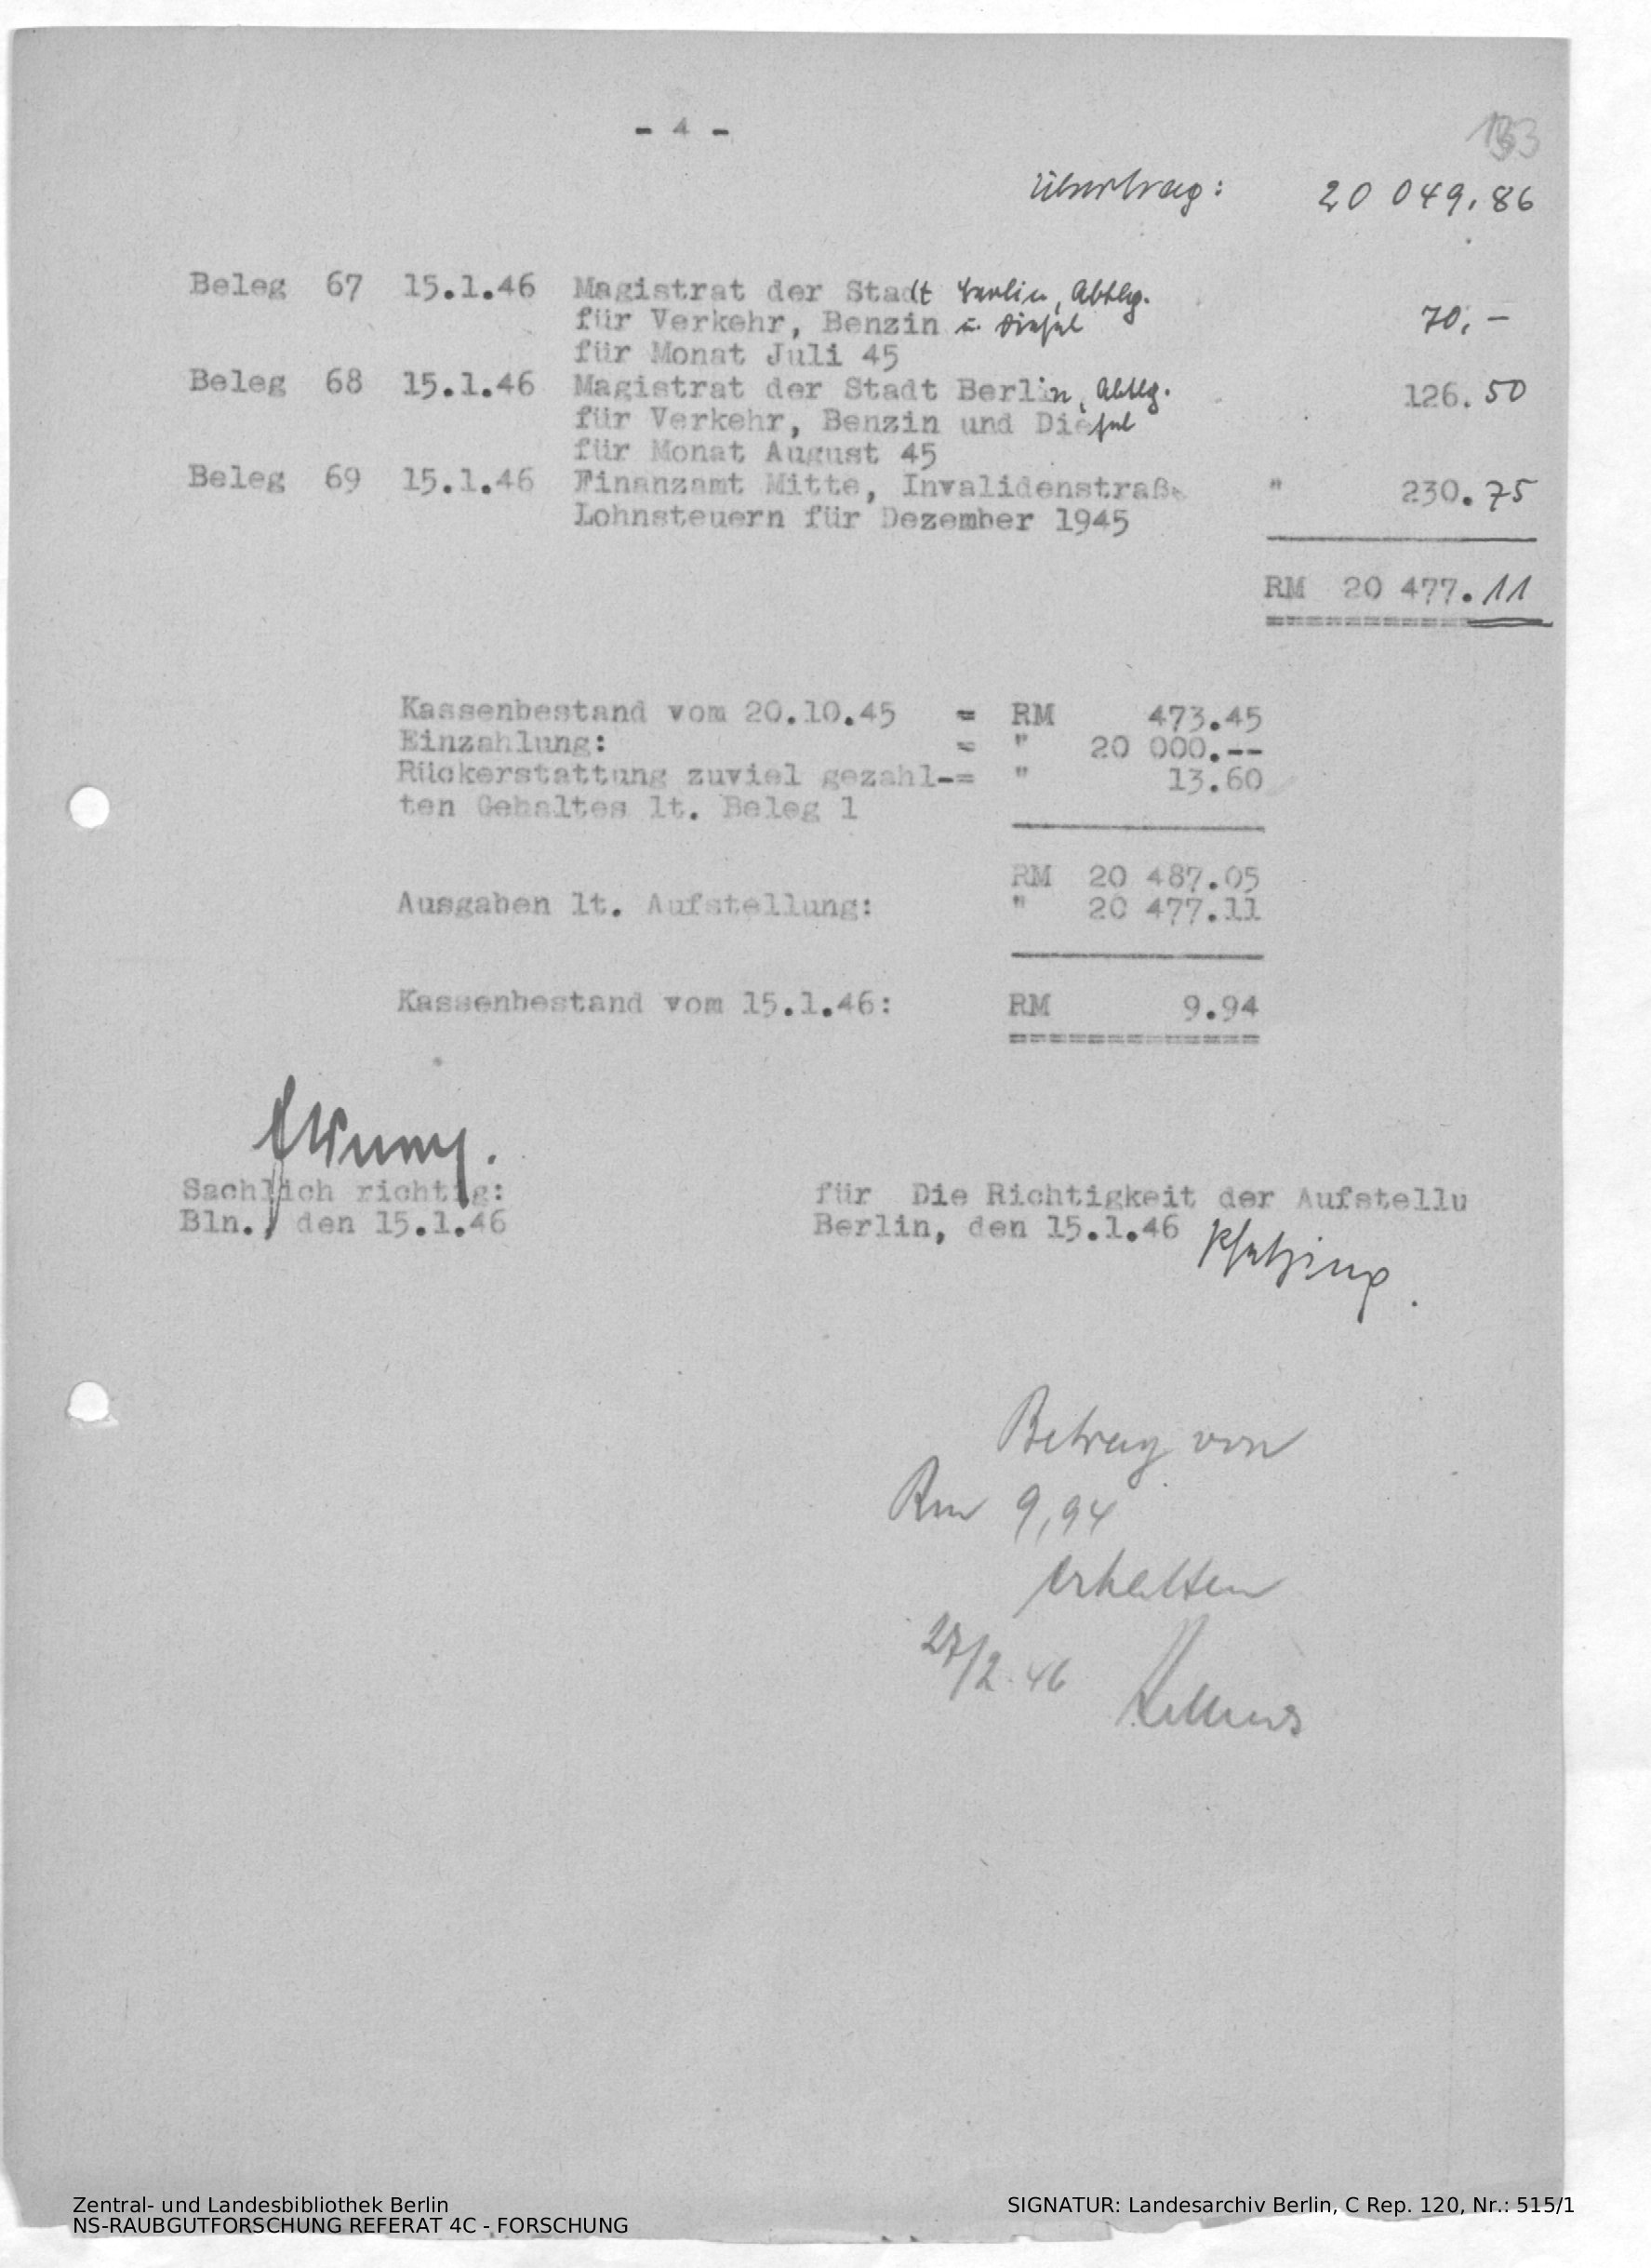 - 4 -
Übertrag: 20 049.86
Beleg 67 15.1.46 Magistrat der Stadt Berlin, Abtlg.
für Verkehr, Benzin u. Diesel 70,-
für Monat Juli 45
Beleg 68 15.1.46 Magistrat der Stadt Berlin, Abtlg. 126.50
für Verkehr, Benzin und Diesel
für Monat August 45
Beleg 69 15.1.46 Finanzamt Mitte, Invalidenstraße " 230.75
Lohnsteuern für Dezember 1945
RM 20 477.11
Kassenbestand vom 20.10.45 = RM 473.45
Einzahlung: = " 20 000.--
Rückerstattung zuviel gezahl-= " 13.60
ten Gehaltes lt. Beleg 1
RM 20 487.05
Ausgaben lt. Aufstellung: " 20 477.11
Kassenbestand vom 15.1.46: RM 9.94
Sachlich richtig:
Bln., den 15.1.46
für Die Richtigkeit der Aufstellu
Berlin, den 15.1.46
Betrag von
Rm 9,94
erhalten
27/2.46
Zentral- und Landesbibliothek Berlin
NS-RAUBGUTFORSCHUNG REFERAT 4C - FORSCHUNG
SIGNATUR: Landesarchiv Berlin, C Rep. 120, Nr.: 515/1